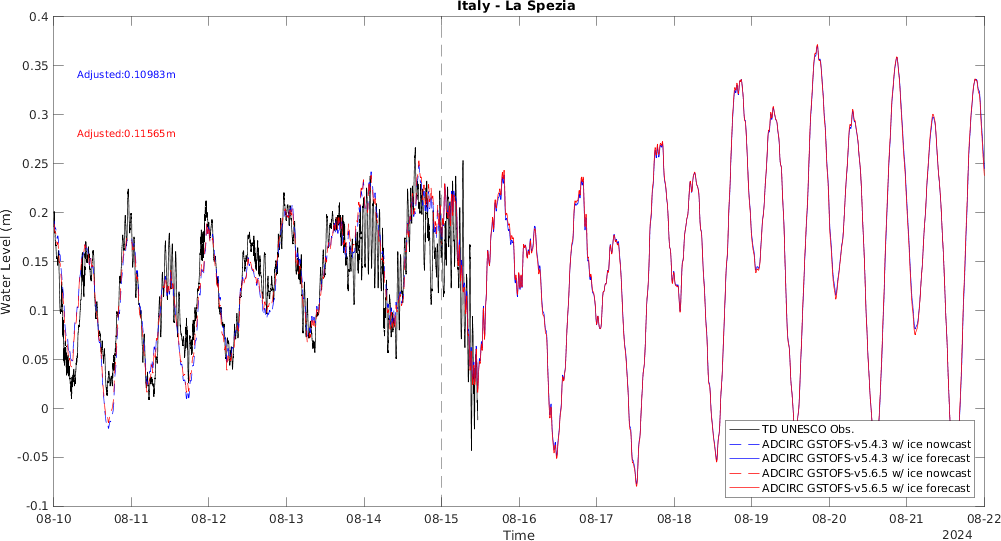 Italy - La Spezia
0.4
0.35
0.3
0.25
0.2
0.15
0.1
0.05
0
-0.05
-0.1
Water Level (m)
Adjusted:0.10983m
Adjusted:0.11565m
TD UNESCO Obs.
ADCIRC GSTOFS-v5.4.3 w/ ice nowcast
ADCIRC GSTOFS-v5.4.3 w/ ice forecast
ADCIRC GSTOFS-v5.6.5 w/ ice nowcast
ADCIRC GSTOFS-v5.6.5 w/ ice forecast
08-10 08-11 08-12 08-13 08-14 08-15 08-16 08-17 08-18 08-19 08-20 08-21 08-22
Time
2024